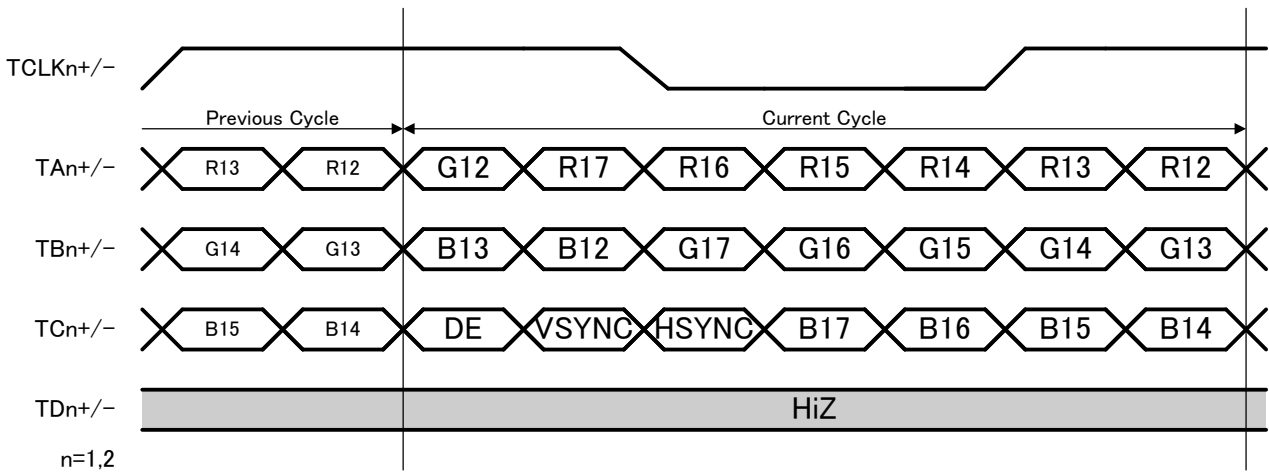 TCLKn+/-
Previous Cycle Current Cycle
TAn+/- R13 R12 G12 R17 R16 R15 R14 R13 R12
TBn+/- G14 G13 B13 B12 G17 G16 G15 G14 G13
TCn+/- B15 B14 DE VSYNC HSYNC B17 B16 B15 B14
TDn+/- HiZ
n=1,2